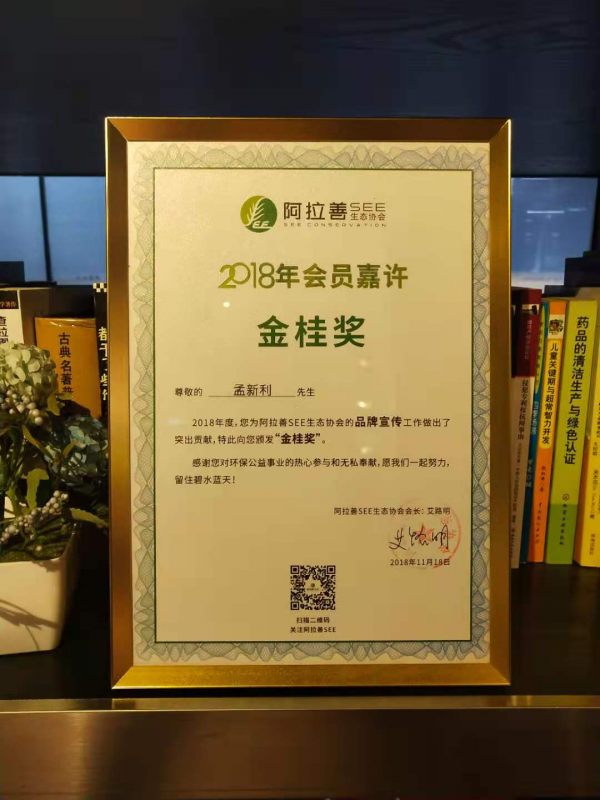 阿拉善SEE
生态协会
SEE CONSERVATION
2018年会员嘉许
金桂奖
尊敬的 孟新利 先生
2018年度,您为阿拉善SEE生态协会的品牌宣传工作做出了
突出贡献,特此向您颁发“金桂奖”。
感谢您对环保公益事业的热心参与和无私奉献,愿我们一起努力,
留住碧水蓝天!
阿拉善SEE生态协会会长:艾路明
艾路明
2018年11月18日
扫描二维码
关注阿拉善SEE
古典名著普
儿童关键期与超常智力开发
药品的清洁生产与绿色认证